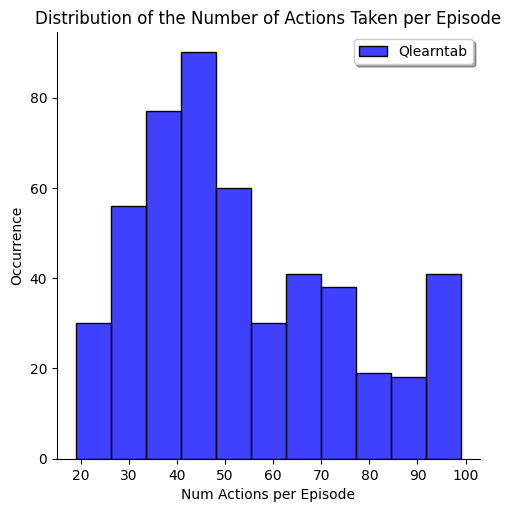 Distribution of the Number of Actions Taken per Episode
Qlearntab
80
60
40
20
0
Occurrence
20 30 40 50 60 70 80 90 100
Num Actions per Episode